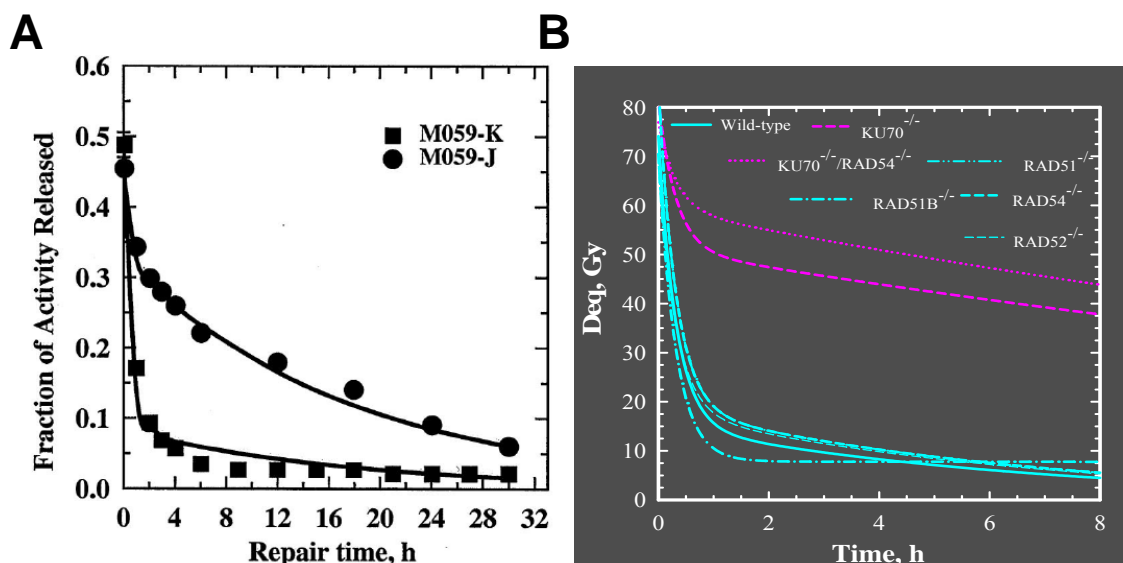 A
B
Fraction of Activity Released
0.6
0.5
0.4
0.3
0.2
0.1
0.0
M059-K
M059-J
0 4 8 12 16 20 24 28 32
Repair time, h
Deq, Gy
80
70
60
50
40
30
20
10
0
Wild-type KU70-/-
KU70-/-/RAD54-/- RAD51-/-
RAD51B-/- RAD54-/-
RAD52-/-
0 2 4 6 8
Time, h